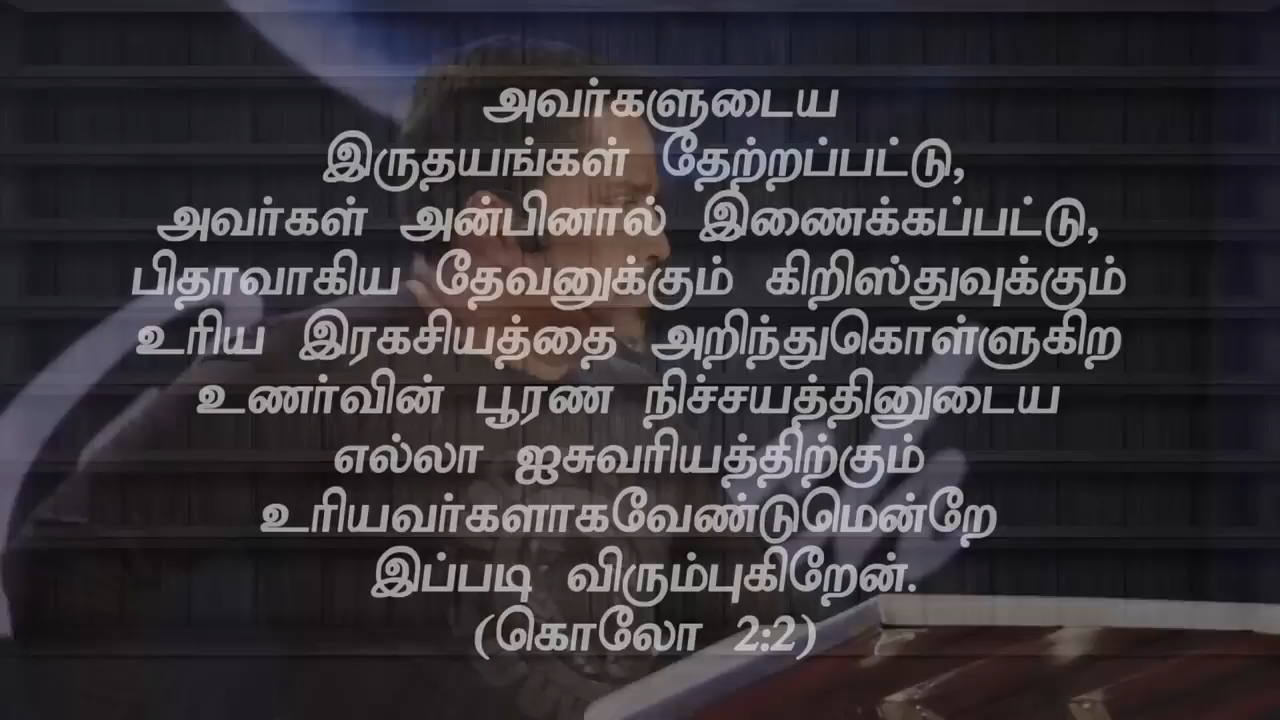 அவர்களுடைய
இருதயங்கள் தேற்றப்பட்டு,
அவர்கள் அன்பினால் இணைக்கப்பட்டு,
பிதாவாகிய தேவனுக்கும் கிறிஸ்துவுக்கும்
உரிய இரகசியத்தை அறிந்துகொள்ளுகிற
உணர்வின் பூரண நிச்சயத்தினுடைய
எல்லா ஐசுவரியத்திற்கும்
உரியவர்களாகவேண்டுமென்றே
இப்படி விரும்புகிறேன்.
(கொலோ 2:2)